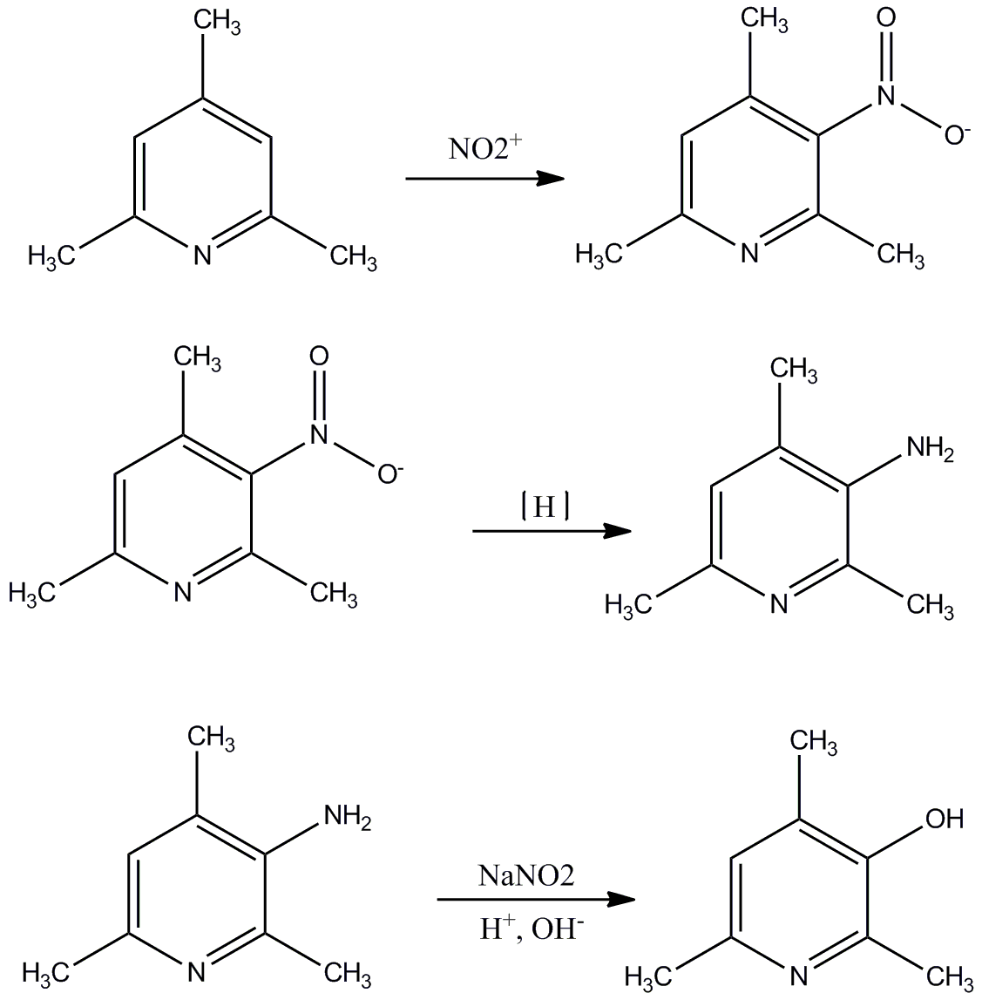 CH3 CH3 O
NO2+ N O-
H3C N CH3 H3C N CH3
CH3 O CH3
N O- [H] NH2
H3C N CH3 H3C N CH3
CH3 CH3
NH2 OH
NaNO2
H+, OH-
H3C N CH3 H3C N CH3